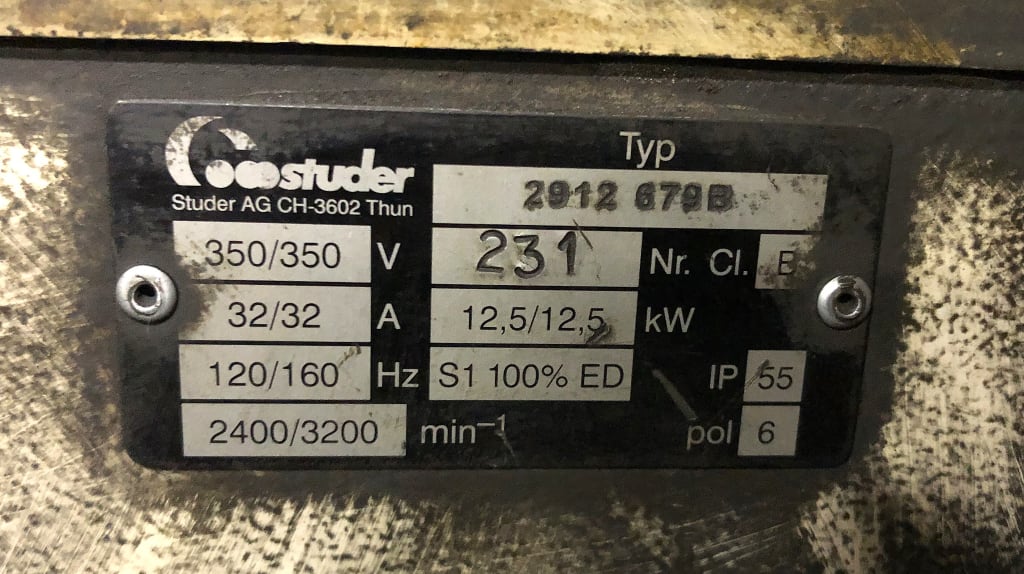 studer
Studer AG CH-3602 Thun
Typ
2912 679B
350/350 V
231 Nr. Cl. E
32/32 A
12,5/12,5 kW
120/160 Hz
S1 100% ED
IP 55
2400/3200 min⁻¹
pol 6